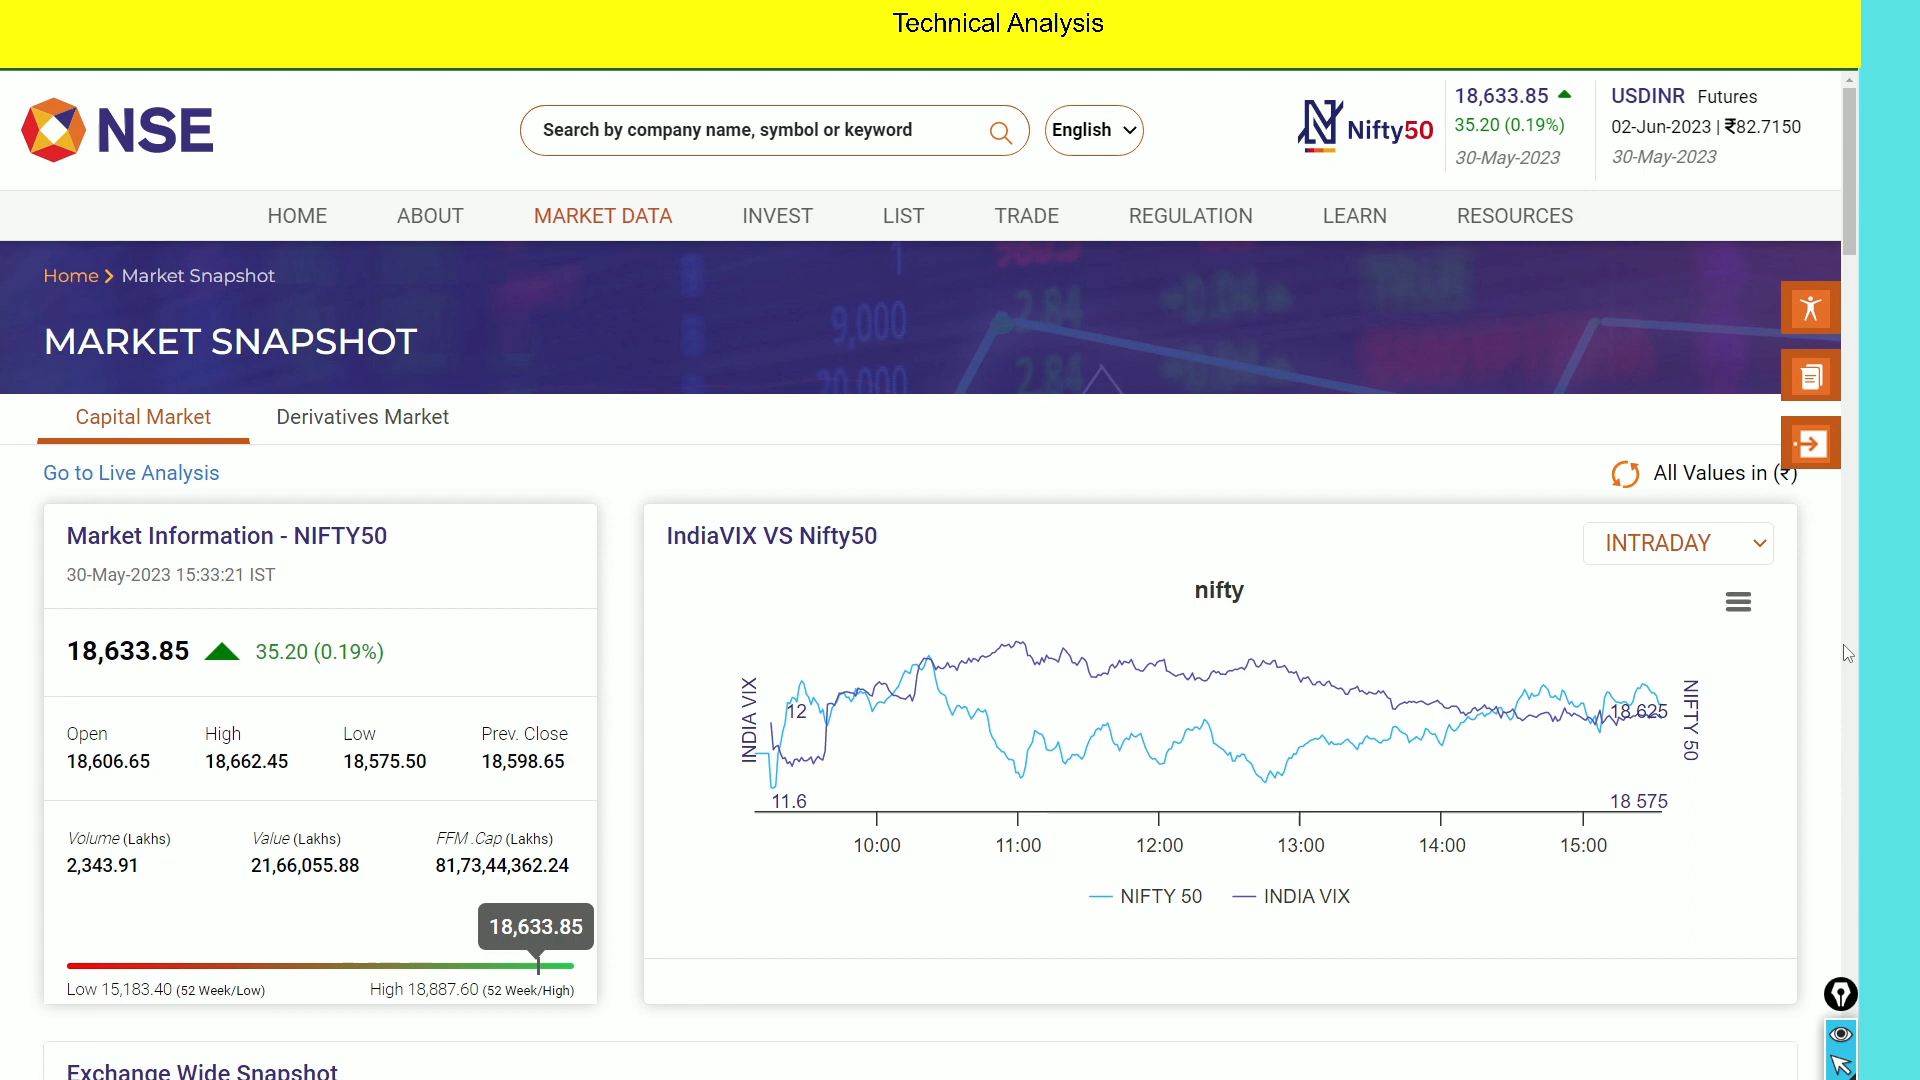 Technical Analysis
NSE
Search by company name, symbol or keyword
English
Nifty50
18,633.85
35.20 (0.19%)
30-May-2023
USDINR Futures
02-Jun-2023 | ₹82.7150
30-May-2023
HOME ABOUT MARKET DATA INVEST LIST TRADE REGULATION LEARN RESOURCES
Home > Market Snapshot
MARKET SNAPSHOT
9,000
2.84
2.84
Capital Market Derivatives Market
Go to Live Analysis
All Values in (₹)
Market Information - NIFTY50
30-May-2023 15:33:21 IST
18,633.85 35.20 (0.19%)
Open High Low Prev. Close
18,606.65 18,662.45 18,575.50 18,598.65
Volume (Lakhs) Value (Lakhs) FFM .Cap (Lakhs)
2,343.91 21,66,055.88 81,73,44,362.24
18,633.85
Low 15,183.40 (52 Week/Low) High 18,887.60 (52 Week/High)
IndiaVIX VS Nifty50
INTRADAY
nifty
INDIA VIX
12
11.6
18 625
18 575
NIFTY 50
10:00 11:00 12:00 13:00 14:00 15:00
NIFTY 50 INDIA VIX
Exchange Wide Snapshot